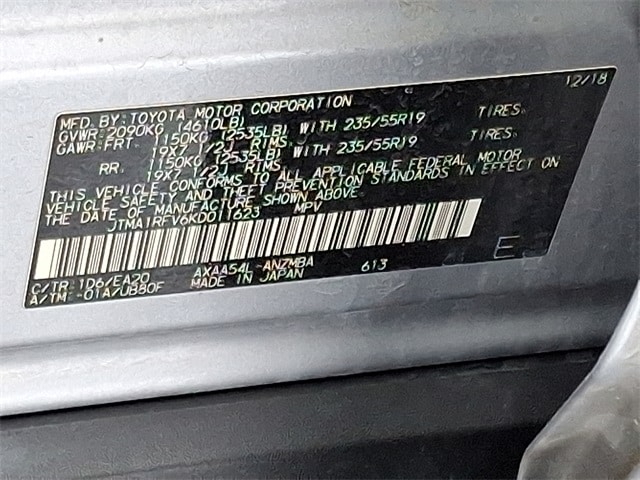 12/18
MFD. BY: TOYOTA MOTOR CORPORATION
GVWR: 2090KG (4610LB)
GAWR: FRT 1150KG (2535LB) WITH 235/55R19 TIRES.
19X7 1/2J RIMS
RR 1150KG (2535LB) WITH 235/55R19 TIRES.
19X7 1/2J RIMS.
THIS VEHICLE CONFORMS TO ALL APPLICABLE FEDERAL MOTOR
VEHICLE SAFETY AND THEFT PREVENTION STANDARDS IN EFFECT ON
THE DATE OF MANUFACTURE SHOWN ABOVE.
JTMA1RFV6KD011623 MPV
C/TR: 1D6/EA20 AXAA54L -ANZMBA 613 E
A/TM -01A/UB80F MADE IN JAPAN